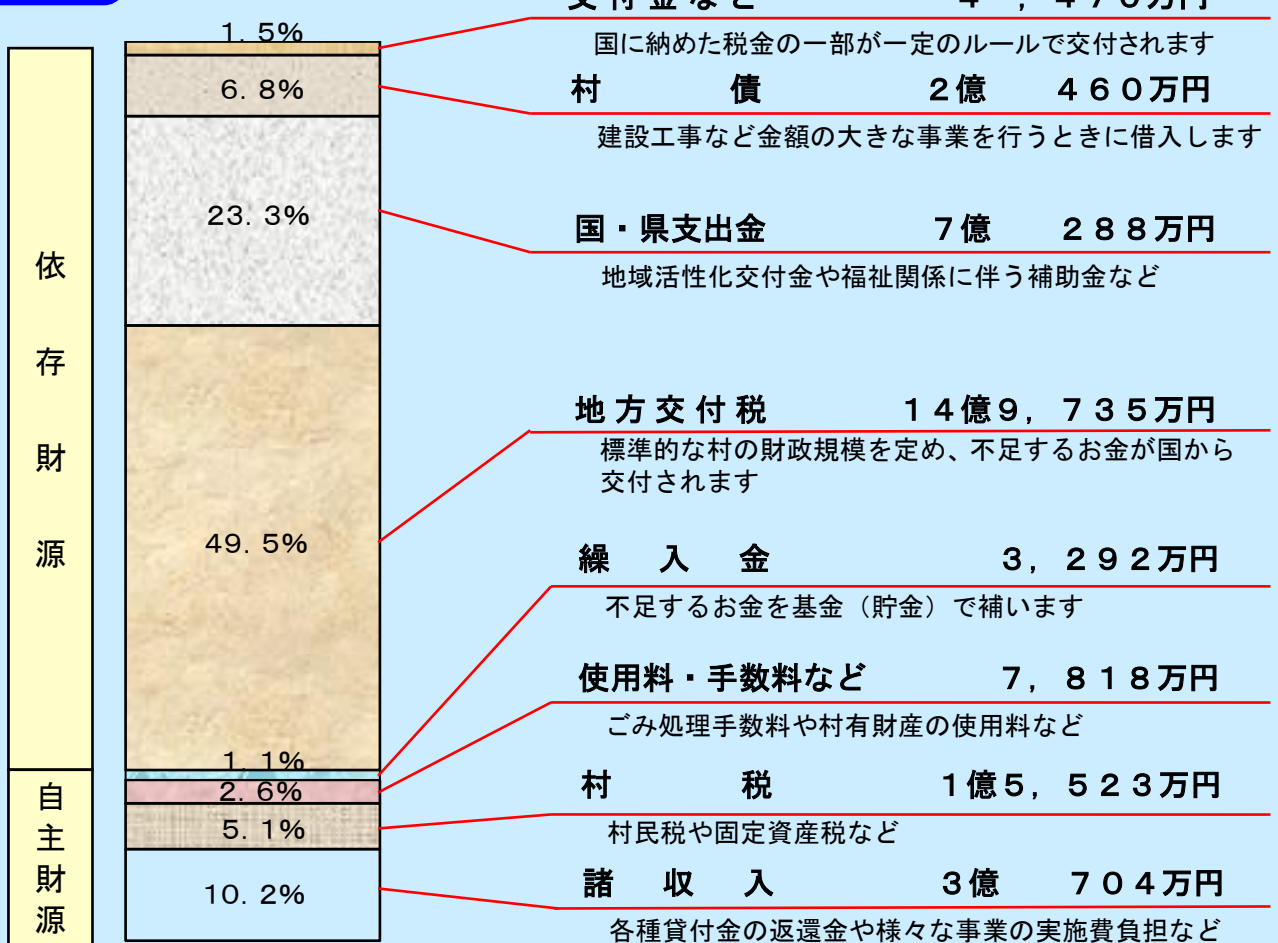 交付金など 4,470万円
1.5%
国に納めた税金の一部が一定のルールで交付されます
6.8%
村債 2億 460万円
建設工事など金額の大きな事業を行うときに借入します
23.3%
国・県支出金 7億 288万円
地域活性化交付金や福祉関係に伴う補助金など
依存財源
地方交付税 14億9,735万円
標準的な村の財政規模を定め、不足するお金が国から
交付されます
49.5%
繰入金 3,292万円
不足するお金を基金（貯金）で補います
使用料・手数料など 7,818万円
ごみ処理手数料や村有財産の使用料など
1.1%
2.6%
村税 1億5,523万円
5.1%
村民税や固定資産税など
自主財源
諸収入 3億 704万円
10.2%
各種貸付金の返還金や様々な事業の実施費負担など